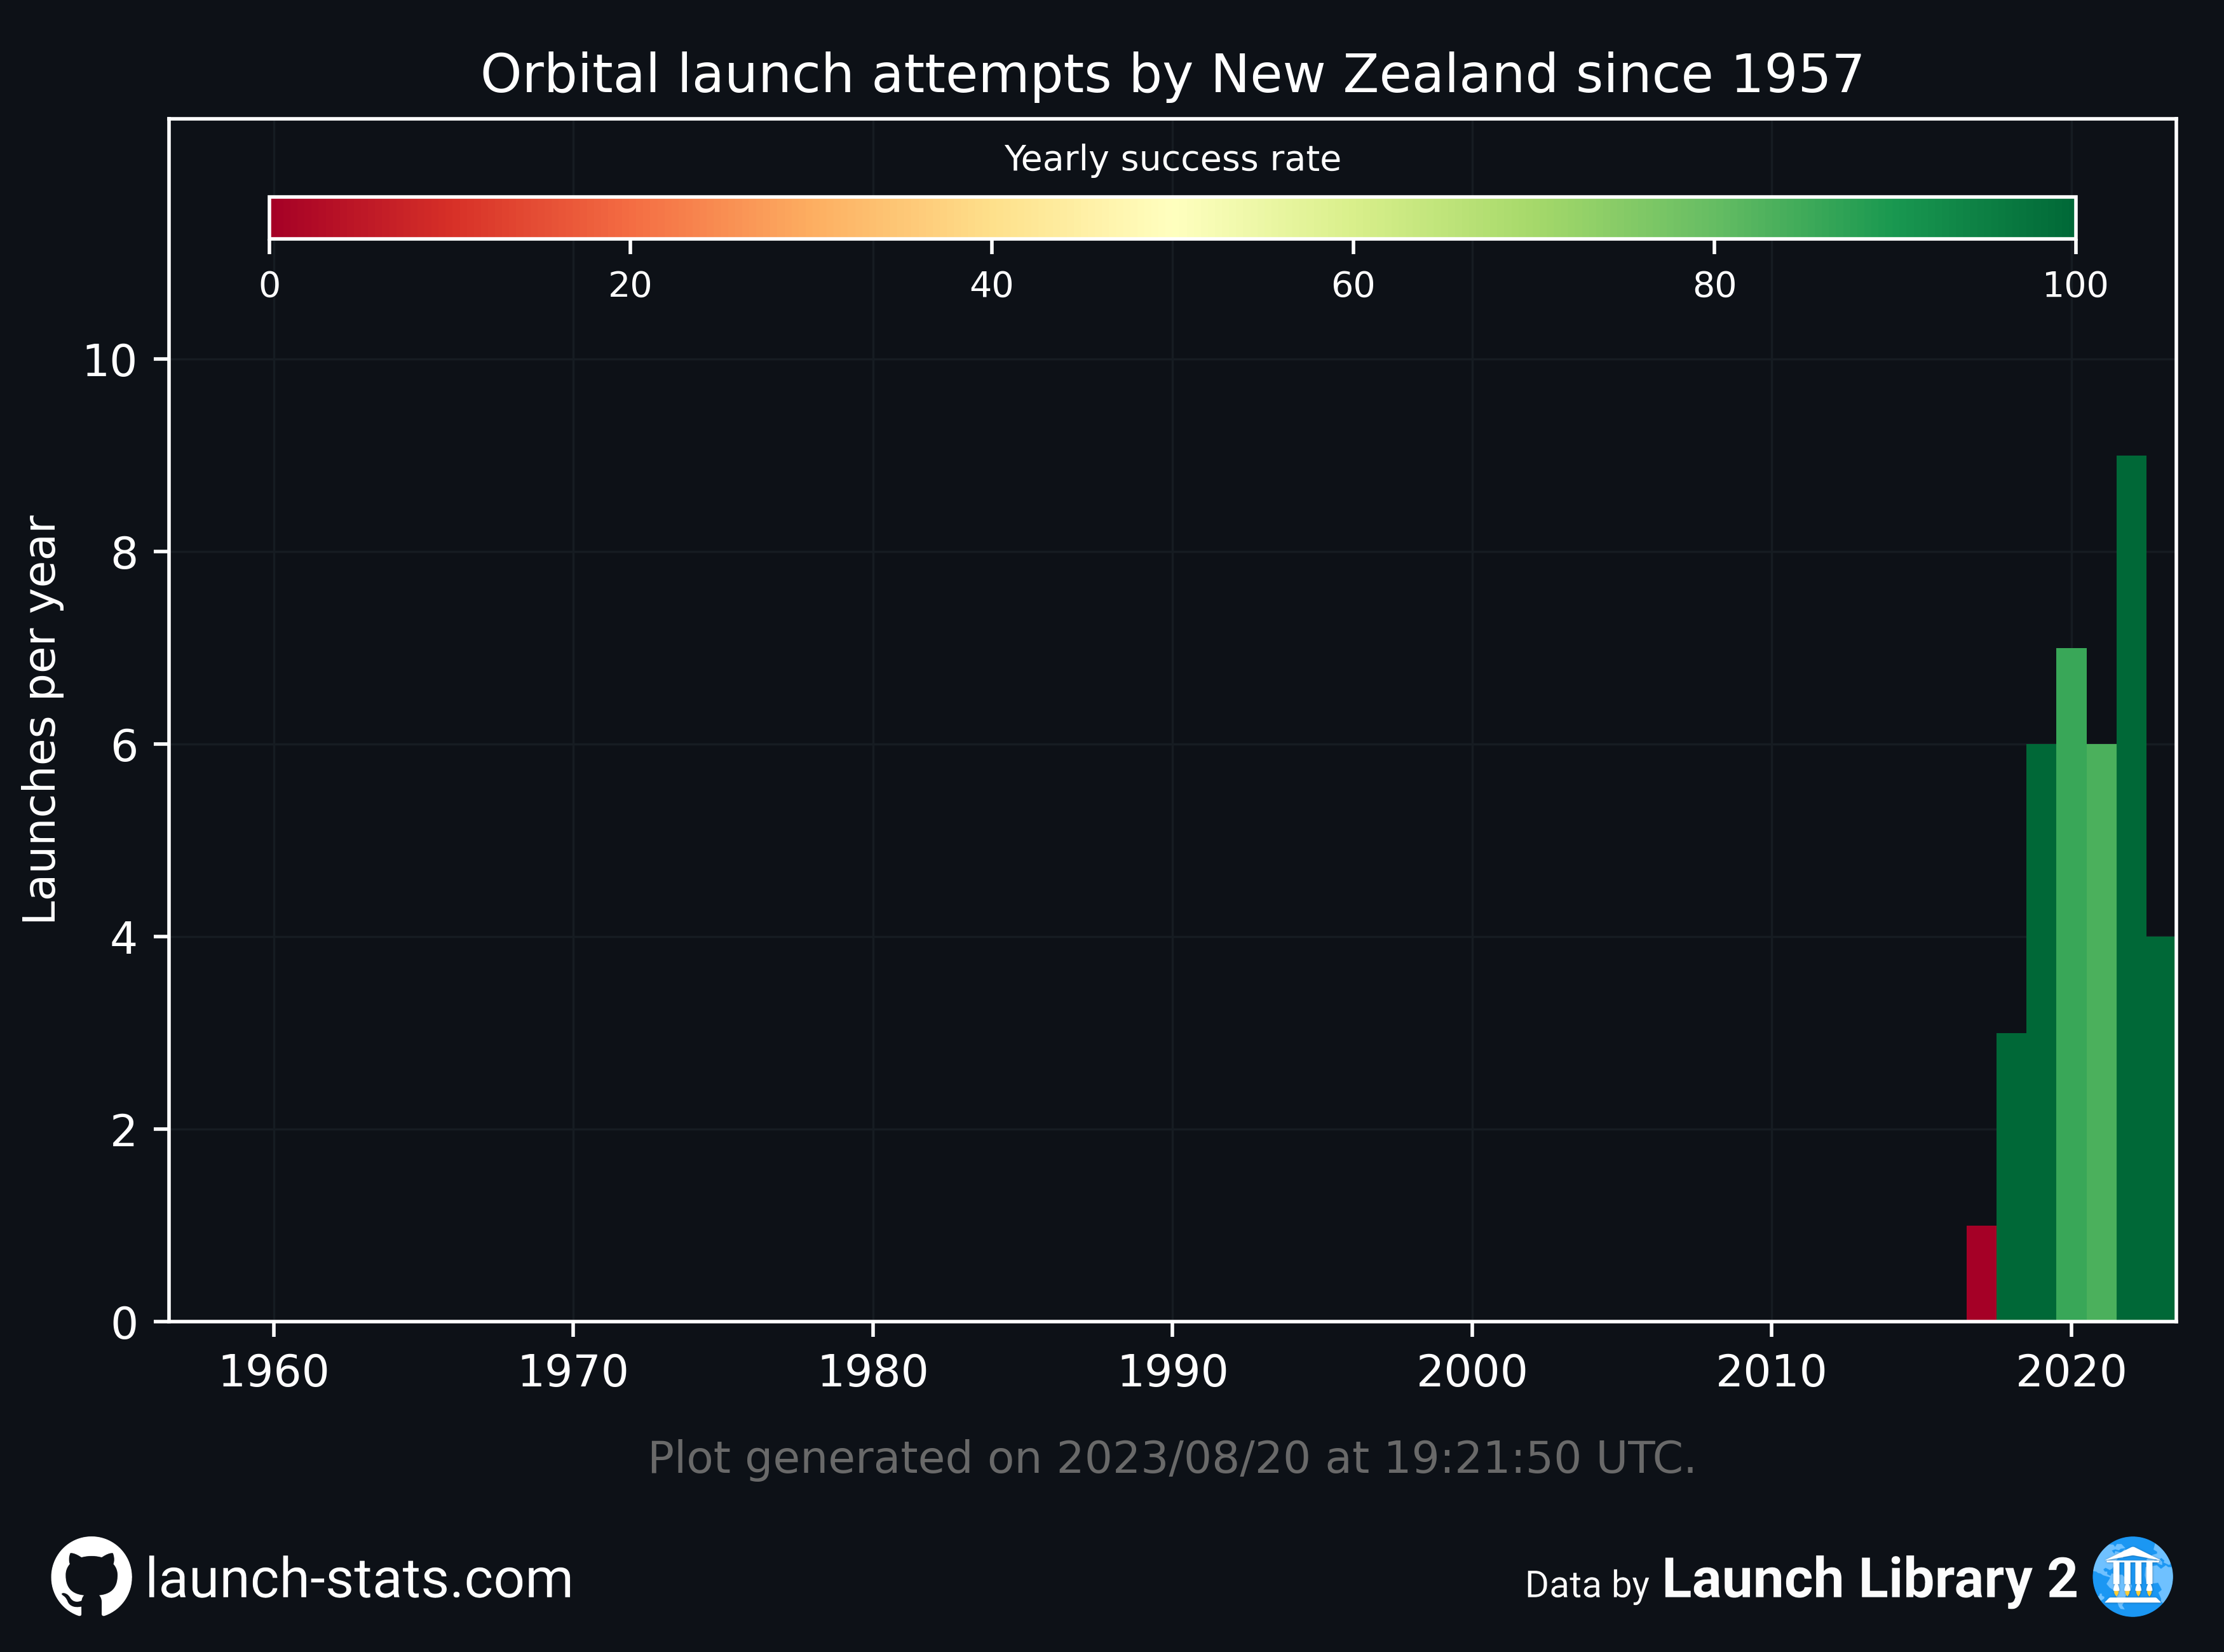 Orbital launch attempts by New Zealand since 1957
Yearly success rate
0 20 40 60 80 100
10
8
6
4
2
0
Launches per year
1960 1970 1980 1990 2000 2010 2020
Plot generated on 2023/08/20 at 19:21:50 UTC.
launch-stats.com
Data by Launch Library 2